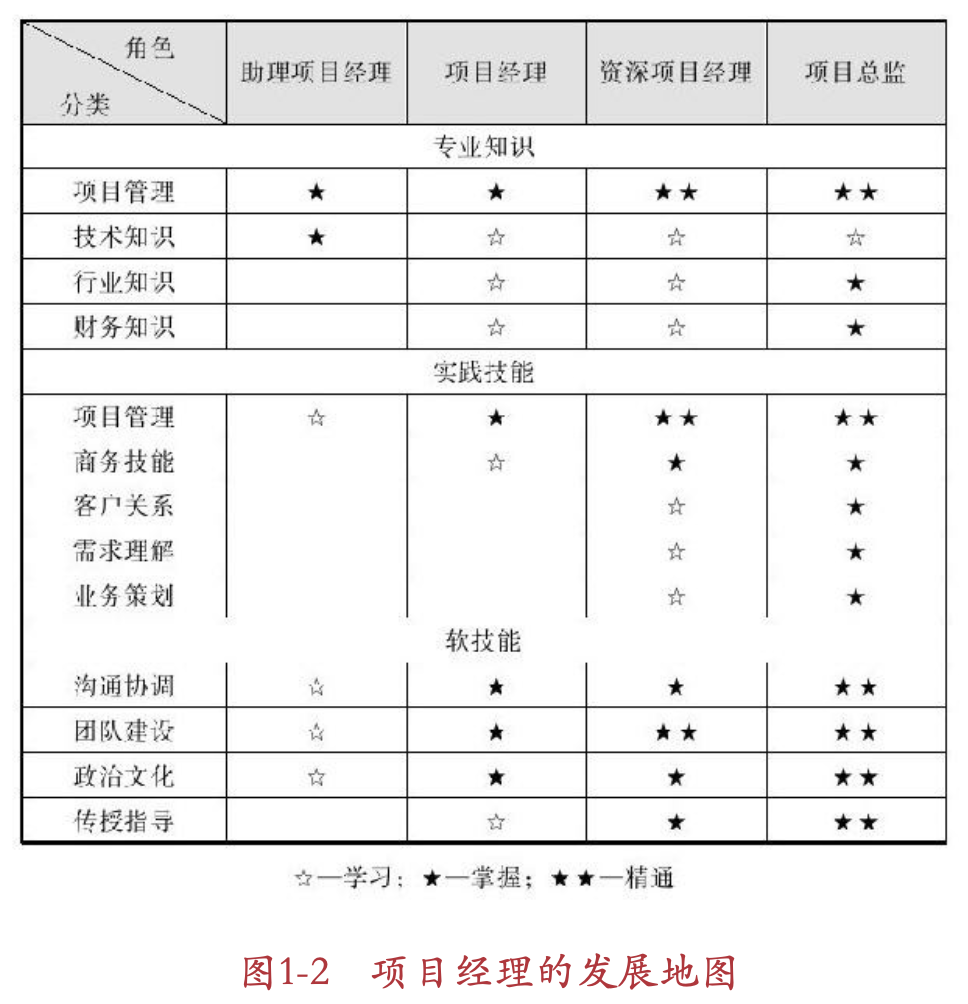 角色
分类
助理项目经理 项目经理 资深项目经理 项目总监
专业知识
项目管理 ★ ★ ★★ ★★
技术知识 ★ ☆ ☆ ☆
行业知识 ☆ ☆ ★
财务知识 ☆ ☆ ★
实践技能
项目管理 ☆ ★ ★★ ★★
商务技能 ☆ ★ ★
客户关系 ☆ ★
需求理解 ☆ ★
业务策划 ☆ ★
软技能
沟通协调 ☆ ★ ★ ★★
团队建设 ☆ ★ ★★ ★★
政治文化 ☆ ★ ★ ★★
传授指导 ☆ ★ ★★
☆—学习；★—掌握；★★—精通
图1-2 项目经理的发展地图